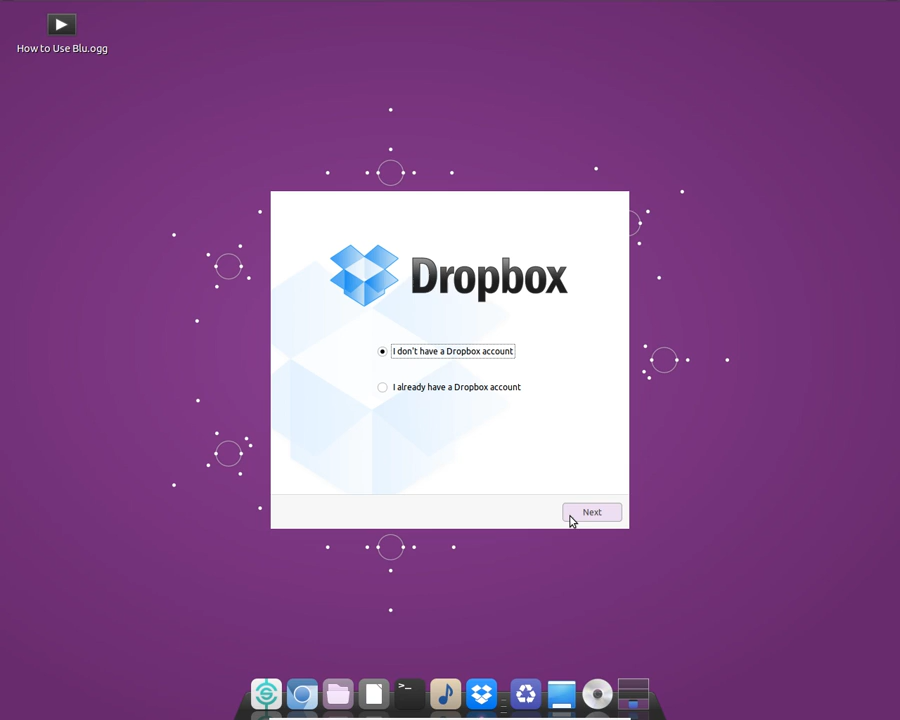 How to Use Blu.ogg
Dropbox
I don't have a Dropbox account
I already have a Dropbox account
Next
>_